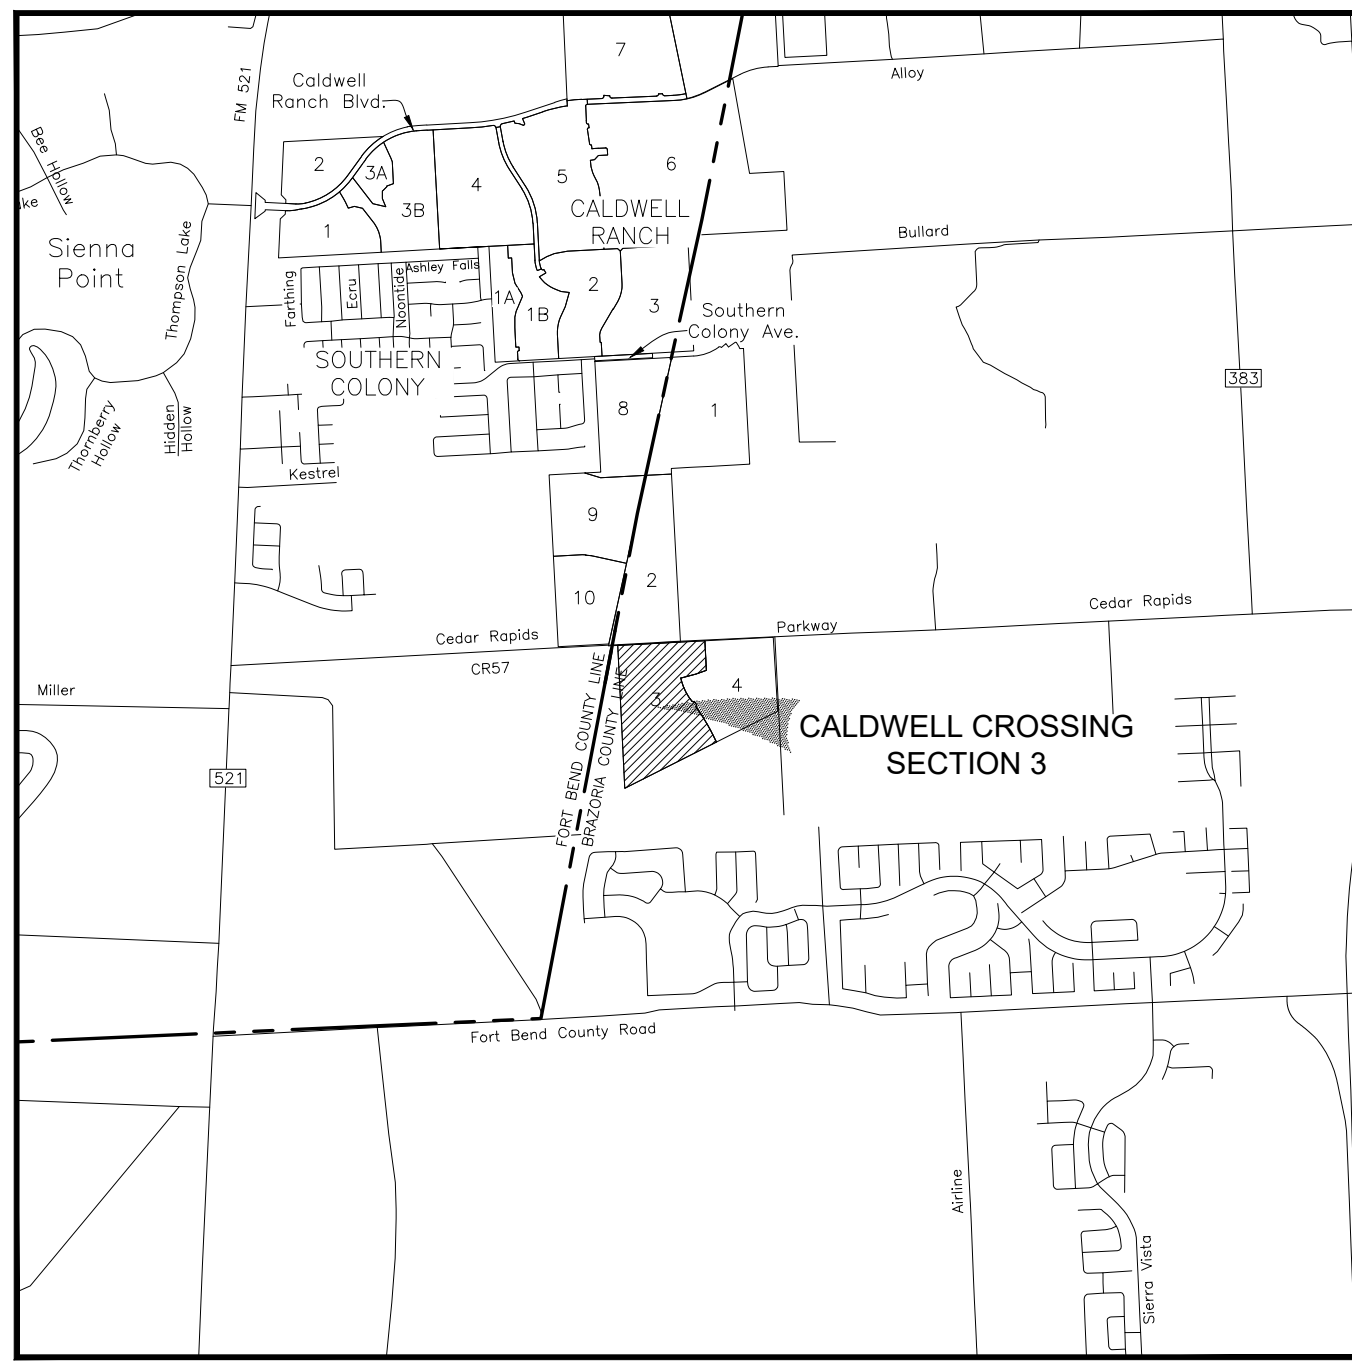 7
FM 521
Caldwell
Ranch Blvd.
Alloy
Bee Hollow
2
3A
3B
4
5
6
1
CALDWELL
RANCH
ke
Sienna
Point
Thompson Lake
Bullard
Farthing
Ecru
Noontide
Ashley Falls
1A
1B
2
3
Southern
Colony Ave.
SOUTHERN
COLONY
383
8
1
Thornberry
Hollow
Hidden
Hollow
Kestrel
9
10
2
Cedar Rapids
Parkway
Cedar Rapids
CR57
Miller
3
4
FORT BEND COUNTY LINE
BRAZORIA COUNTY LINE
CALDWELL CROSSING
SECTION 3
521
Fort Bend County Road
Airline
Sierra Vista